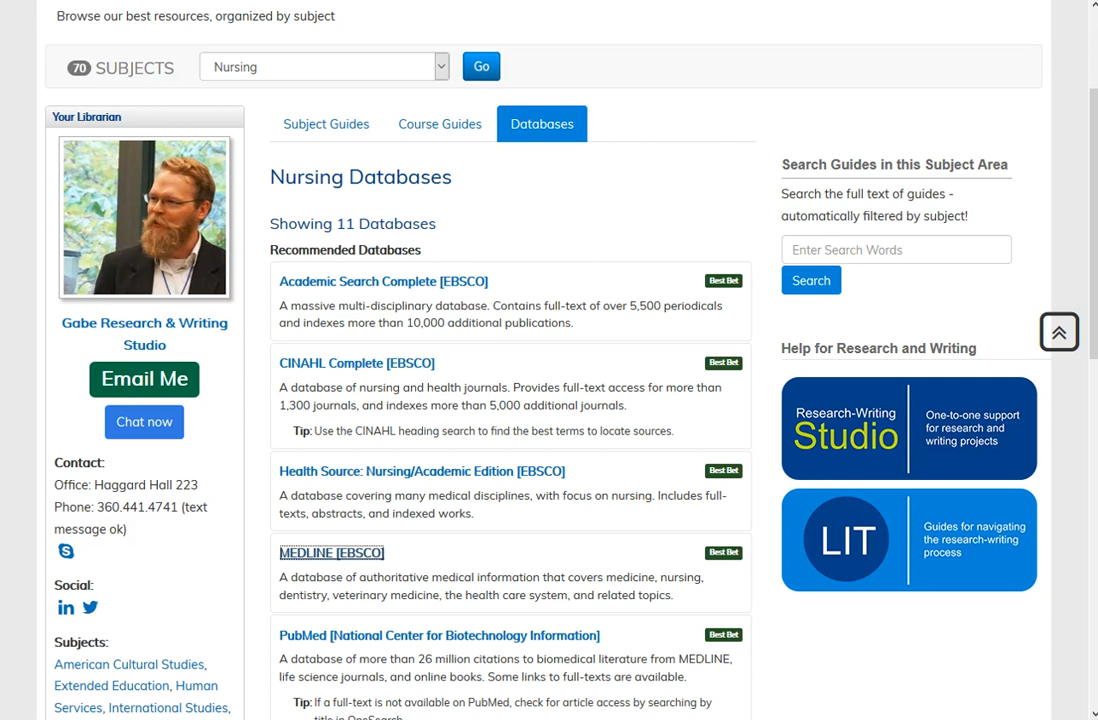 Browse our best resources, organized by subject
70 SUBJECTS
Nursing
Go
Your Librarian
Gabe Research & Writing
Studio
Email Me
Chat now
Contact:
Office: Haggard Hall 223
Phone: 360.441.4741 (text
message ok)
Social:
Subjects:
American Cultural Studies,
Extended Education, Human
Services, International Studies,
Subject Guides
Course Guides
Databases
Nursing Databases
Showing 11 Databases
Recommended Databases
Academic Search Complete [EBSCO]
Best Bet
A massive multi-disciplinary database. Contains full-text of over 5,500 periodicals
and indexes more than 10,000 additional publications.
CINAHL Complete [EBSCO]
Best Bet
A database of nursing and health journals. Provides full-text access for more than
1,300 journals, and indexes more than 5,000 additional journals.
Tip: Use the CINAHL heading search to find the best terms to locate sources.
Health Source: Nursing/Academic Edition [EBSCO]
Best Bet
A database covering many medical disciplines, with focus on nursing. Includes full-
texts, abstracts, and indexed works.
MEDLINE [EBSCO]
Best Bet
A database of authoritative medical information that covers medicine, nursing,
dentistry, veterinary medicine, the health care system, and related topics.
PubMed [National Center for Biotechnology Information]
Best Bet
A database of more than 26 million citations to biomedical literature from MEDLINE,
life science journals, and online books. Some links to full-texts are available.
Tip: If a full-text is not available on PubMed, check for article access by searching by
title in OneSearch.
Search Guides in this Subject Area
Search the full text of guides -
automatically filtered by subject!
Enter Search Words
Search
Help for Research and Writing
Research-Writing
Studio
One-to-one support
for research and
writing projects
LIT
Guides for navigating
the research-writing
process